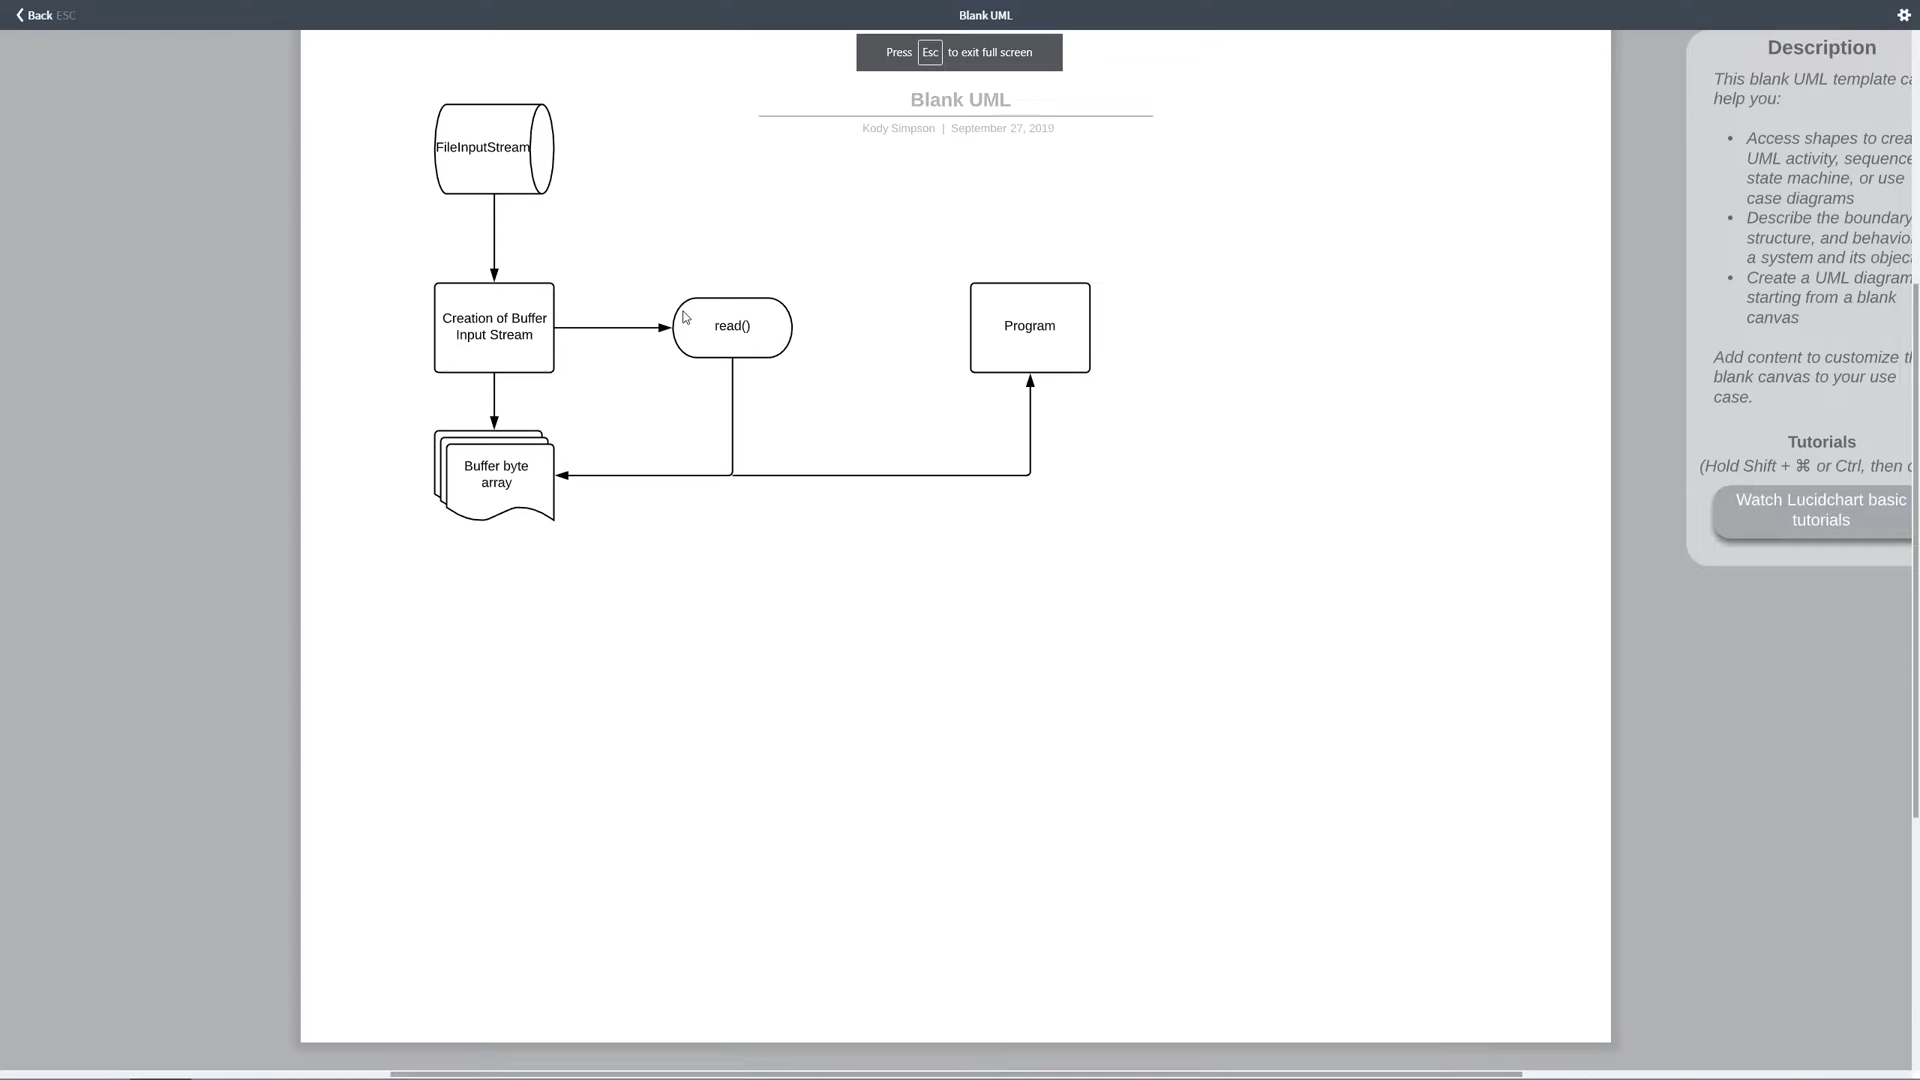 Back ESC
Blank UML
Press Esc to exit full screen
Blank UML
Kody Simpson | September 27, 2019
FileInputStream
Creation of Buffer
Input Stream
read()
Program
Buffer byte
array
Description
This blank UML template
help you:
• Access shapes to
UML activity, sequence
state machine, or use
case diagrams
• Describe the boundary
structure, and
a system and its
• Create a UML diagram
starting from a blank
canvas
Add content to customize
blank canvas to your use
case.
Tutorials
(Hold Shift + ⌘ or Ctrl, then
Watch Lucidchart basic
tutorials